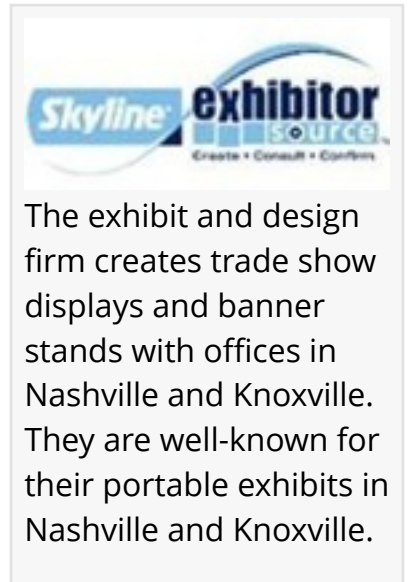 Skyline exhibitor
source
Create • Consult • Confirm
The exhibit and design
firm creates trade show
displays and banner
stands with offices in
Nashville and Knoxville.
They are well-known for
their portable exhibits in
Nashville and Knoxville.